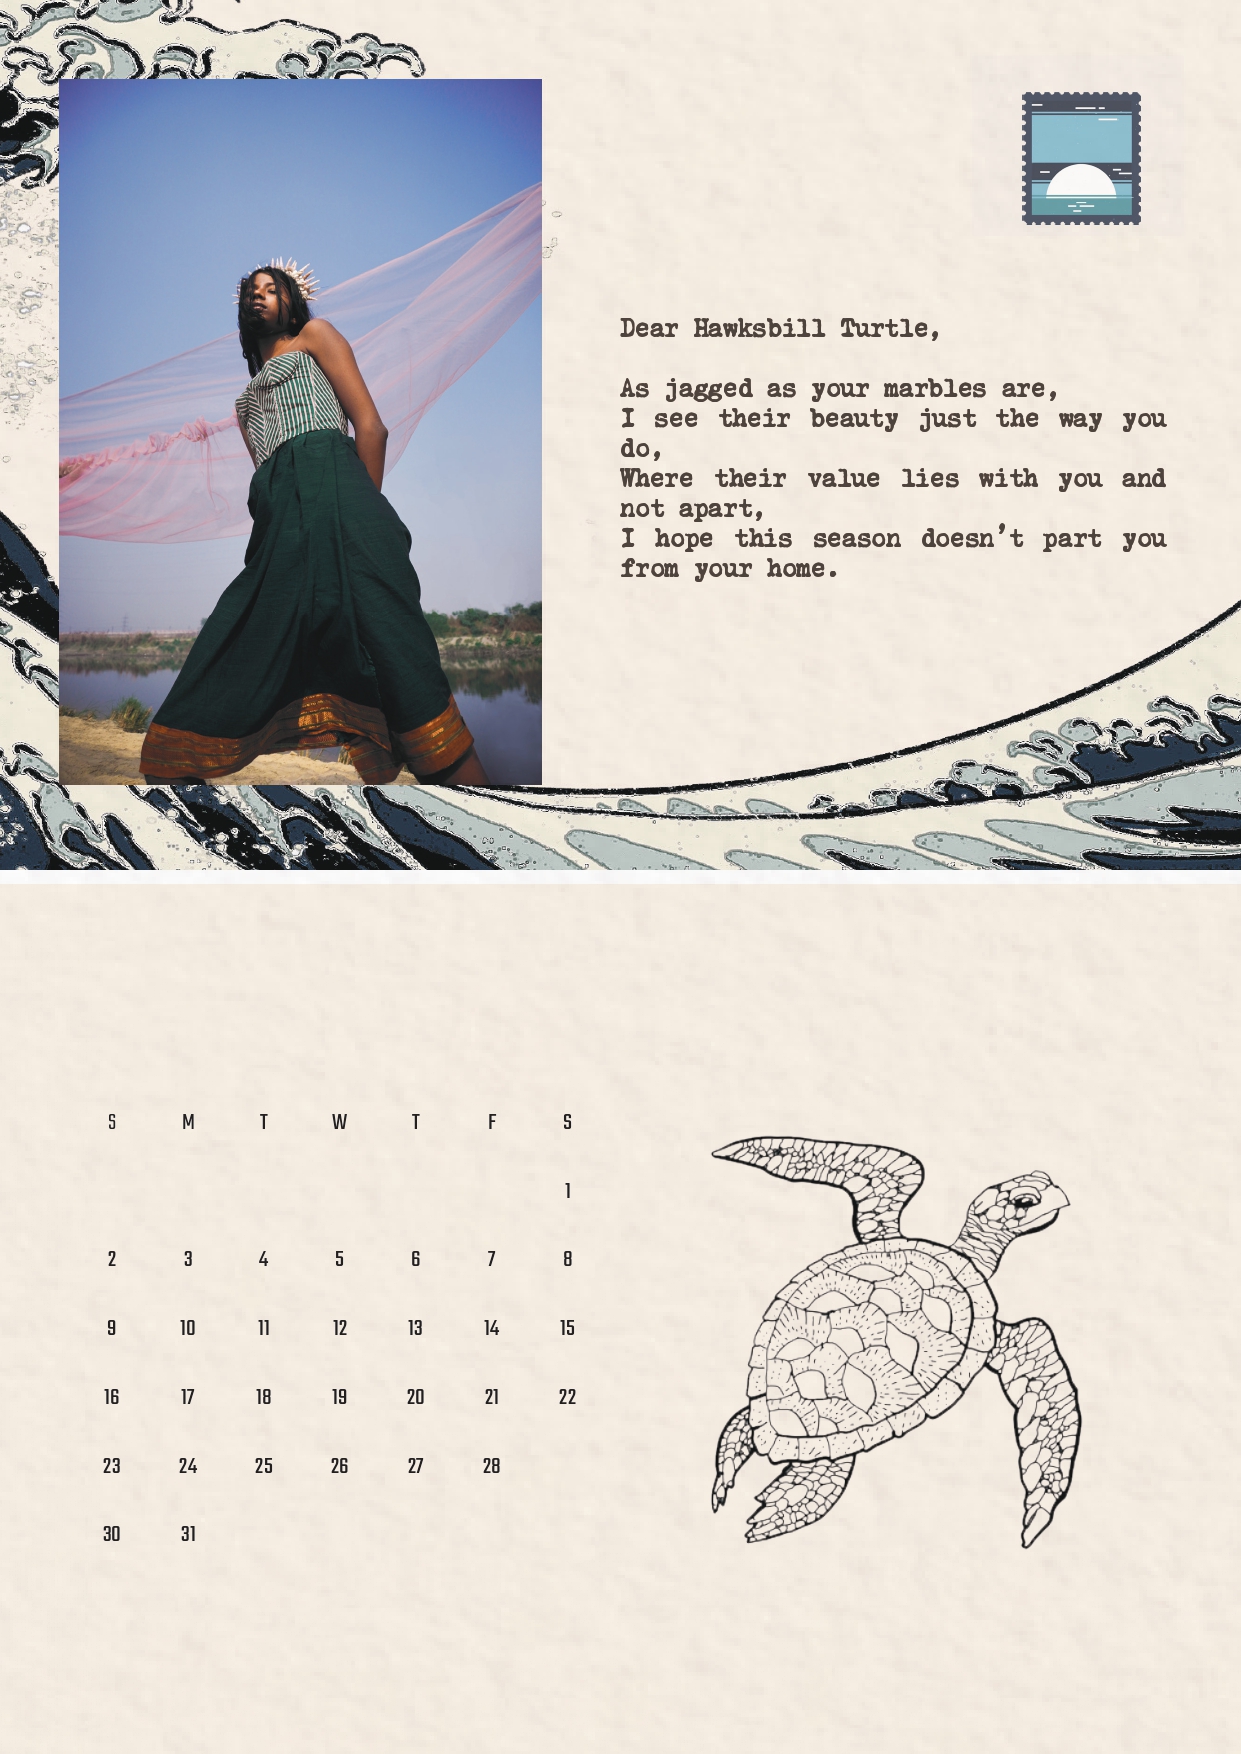 Dear Hawksbill Turtle,
As jagged as your marbles are,
I see their beauty just the way you
do,
Where their value lies with you and
not apart,
I hope this season doesn't part you
from your home.
S M T W T F S
1
2 3 4 5 6 7 8
9 10 11 12 13 14 15
16 17 18 19 20 21 22
23 24 25 26 27 28
30 31